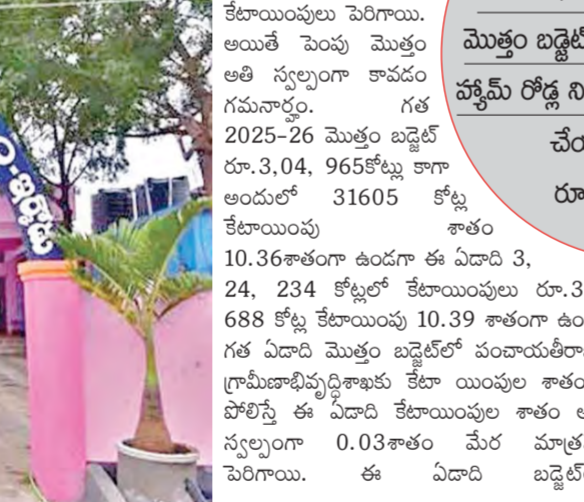 కేటాయింపులు పెరిగాయి.
అయితే పెంపు మొత్తం
అతి స్వల్పంగా కావడం
గమనార్హం. గత
2025-26 మొత్తం బడ్జెట్
రూ.3,04, 965కోట్లు కాగా
అందులో 31605 కోట్ల
కేటాయింపు శాతం
10.36శాతంగా ఉండగా ఈ ఏడాది 3,
24, 234 కోట్లలో కేటాయింపులు రూ.3
688 కోట్ల కేటాయింపు 10.39 శాతంగా ఉం
గత ఏడాది మొత్తం బడ్జెట్‌లో పంచాయతీరా
గ్రామీణాభివృద్ధిశాఖకు కేటా యింపుల శాతం
పోలిస్తే ఈ ఏడాది కేటాయింపుల శాతం
స్వల్పంగా 0.03శాతం మేర మాత్ర
పెరిగాయి. ఈ ఏడాది బడ్జెట్‌
మొత్తం బడ్జెట్
హ్యామ్ రోడ్ల ని
చేయ
రూ